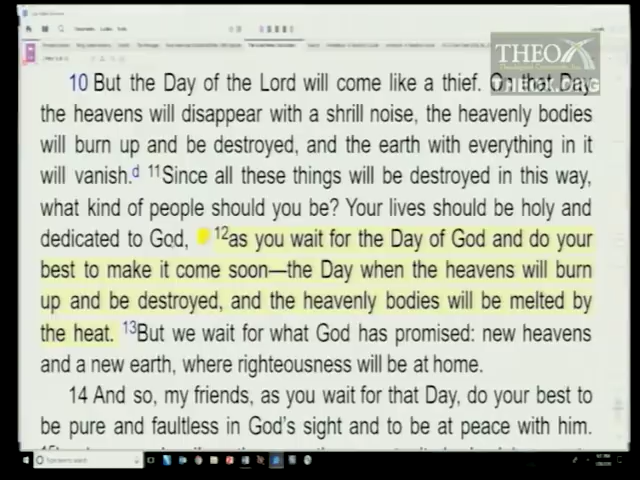 THEOX
THEOX.ORG
10 But the Day of the Lord will come like a thief. On that Day
the heavens will disappear with a shrill noise, the heavenly bodies
will burn up and be destroyed, and the earth with everything in it
will vanish.d 11Since all these things will be destroyed in this way,
what kind of people should you be? Your lives should be holy and
dedicated to God, 12as you wait for the Day of God and do your
best to make it come soon—the Day when the heavens will burn
up and be destroyed, and the heavenly bodies will be melted by
the heat. 13But we wait for what God has promised: new heavens
and a new earth, where righteousness will be at home.
14 And so, my friends, as you wait for that Day, do your best to
be pure and faultless in God's sight and to be at peace with him.